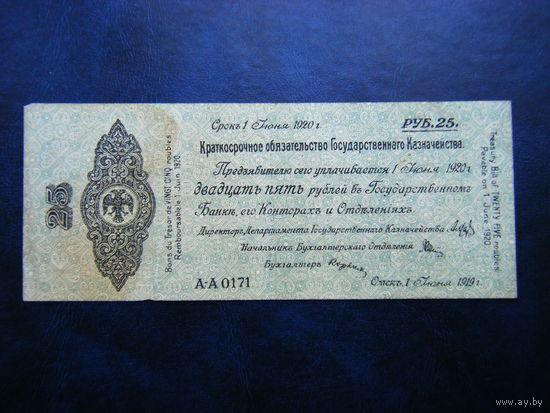 25
Bons du Trésor de VINGT CINQ roubles
Remboursable 1 Juin 1920.
Срокъ 1 Іюня 1920 г.
РУБ. 25.
Краткосрочное обязательство Государственнаго Казначейства.
Предъявителю сего уплачивается 1 Іюня 1920 г
двадцать пять рублей въ Государственномъ
Банкѣ, его Конторахъ и Отдѣленіяхъ.
Директоръ Департамента Государственнаго Казначейства
Начальникъ Бухгалтерскаго Отдѣленія
Бухгалтеръ
А-А 0171
Омскъ, 1 Іюня 1919 г.
Treasury Bill of TWENTY FIVE roubles
Payable on 1 June 1920.
www.ay.by